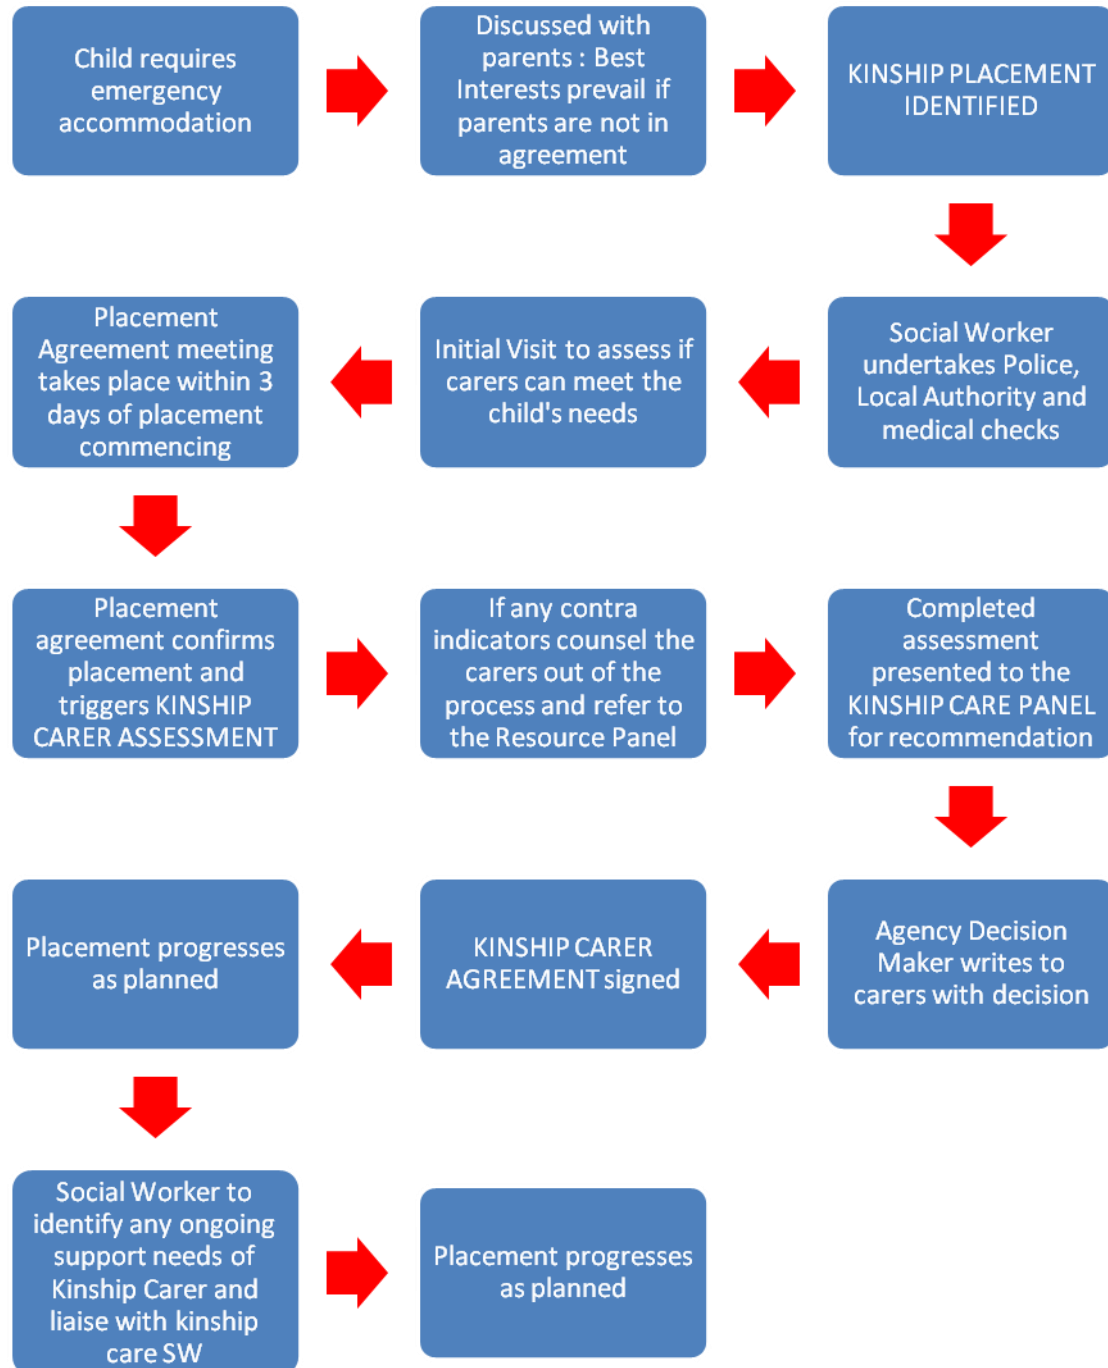 Child requires
emergency
accommodation
Discussed with
parents : Best
Interests prevail if
parents are not in
agreement
KINSHIP PLACEMENT
IDENTIFIED
Social Worker
undertakes Police,
Local Authority and
medical checks
Initial Visit to assess if
carers can meet the
child's needs
Placement
Agreement meeting
takes place within 3
days of placement
commencing
Placement
agreement confirms
placement and
triggers KINSHIP
CARER ASSESSMENT
If any contra
indicators counsel the
carers out of the
process and refer to
the Resource Panel
Completed
assessment
presented to the
KINSHIP CARE PANEL
for recommendation
Agency Decision
Maker writes to
carers with decision
KINSHIP CARER
AGREEMENT signed
Placement progresses
as planned
Social Worker to
identify any ongoing
support needs of
Kinship Carer and
liaise with kinship
care SW
Placement progresses
as planned